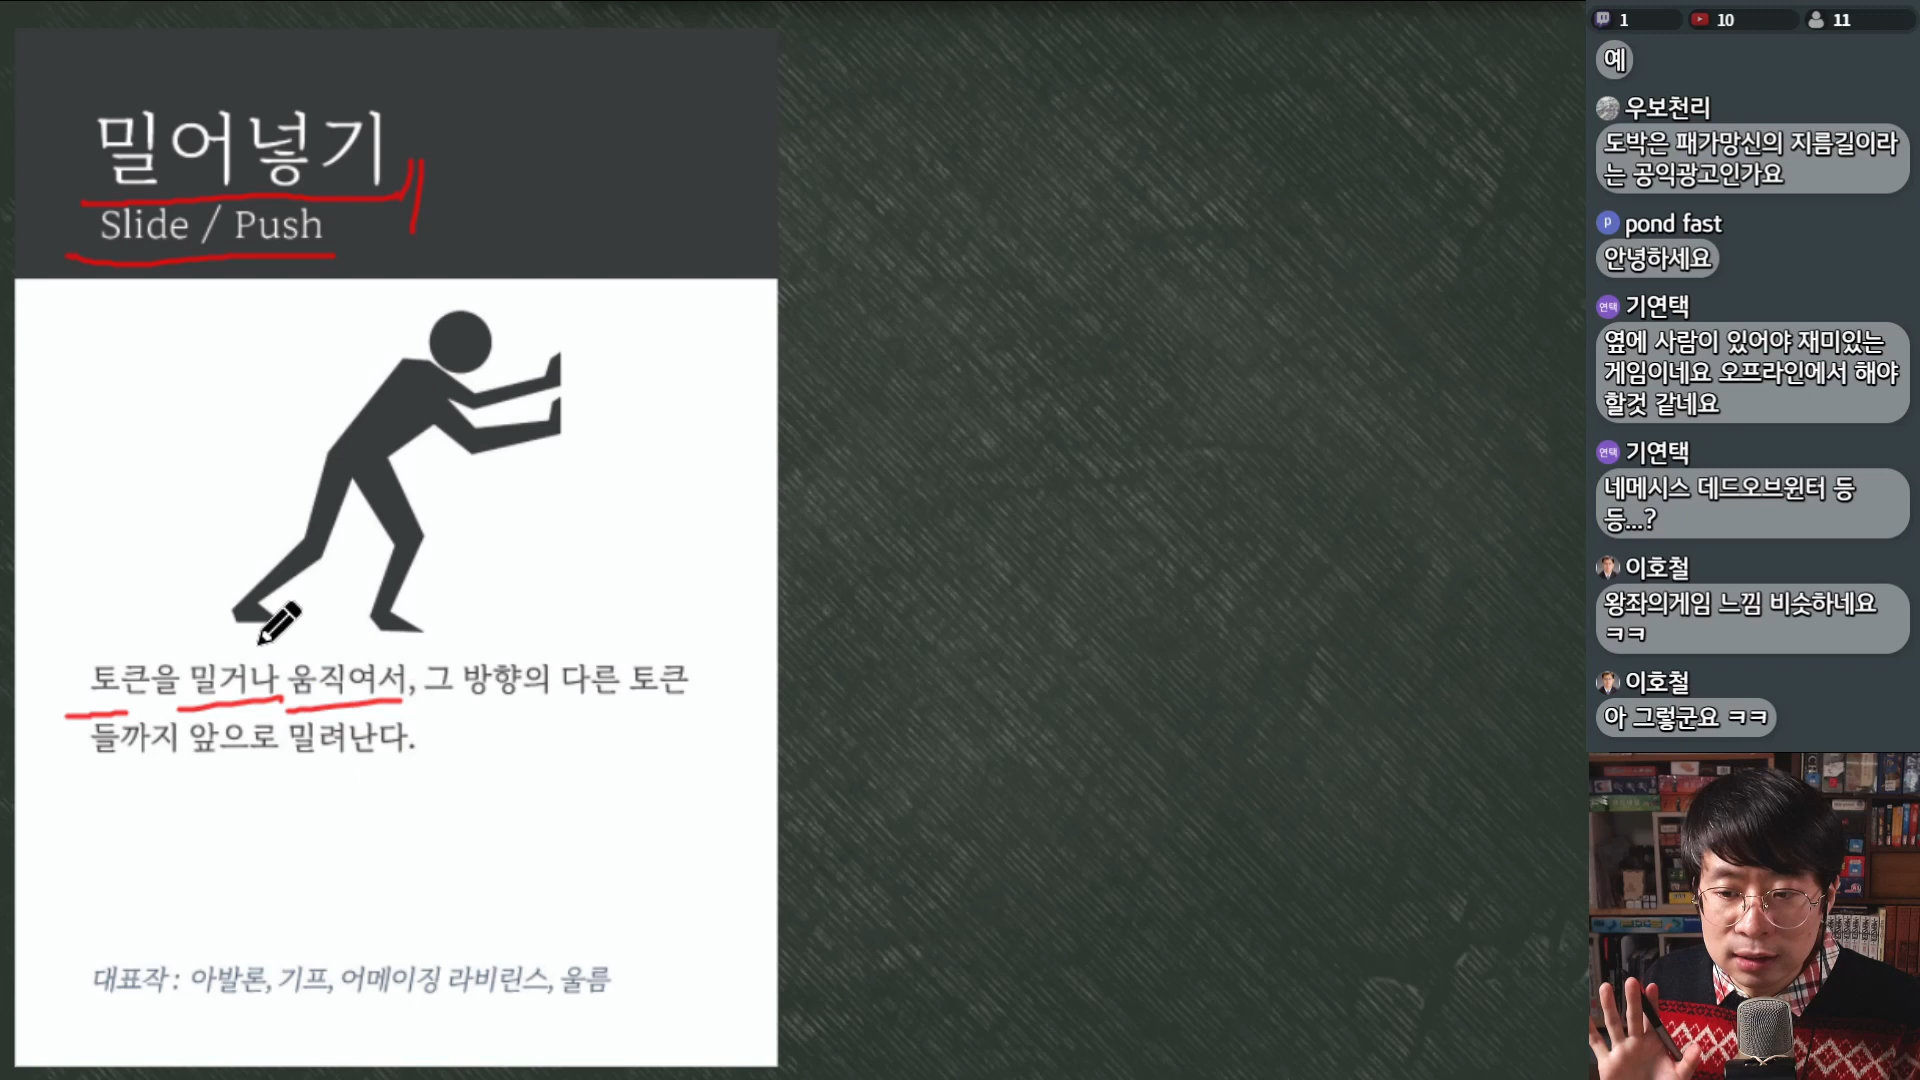 밀어넣기
Slide / Push
토큰을 밀거나 움직여서, 그 방향의 다른 토큰
들까지 앞으로 밀려난다.
대표작 : 아발론, 기프, 어메이징 라비린스, 울름
1
10
11
예
우보천리
도박은 패가망신의 지름길이라
는 공익광고인가요
P
pond fast
안녕하세요
연택
기연택
옆에 사람이 있어야 재미있는
게임이네요 오프라인에서 해야
할것 같네요
연택
기연택
네메시스 데드오브윈터 등
등...?
이호철
왕좌의게임 느낌 비슷하네요
ㅋㅋ
이호철
아 그렇군요 ㅋㅋ